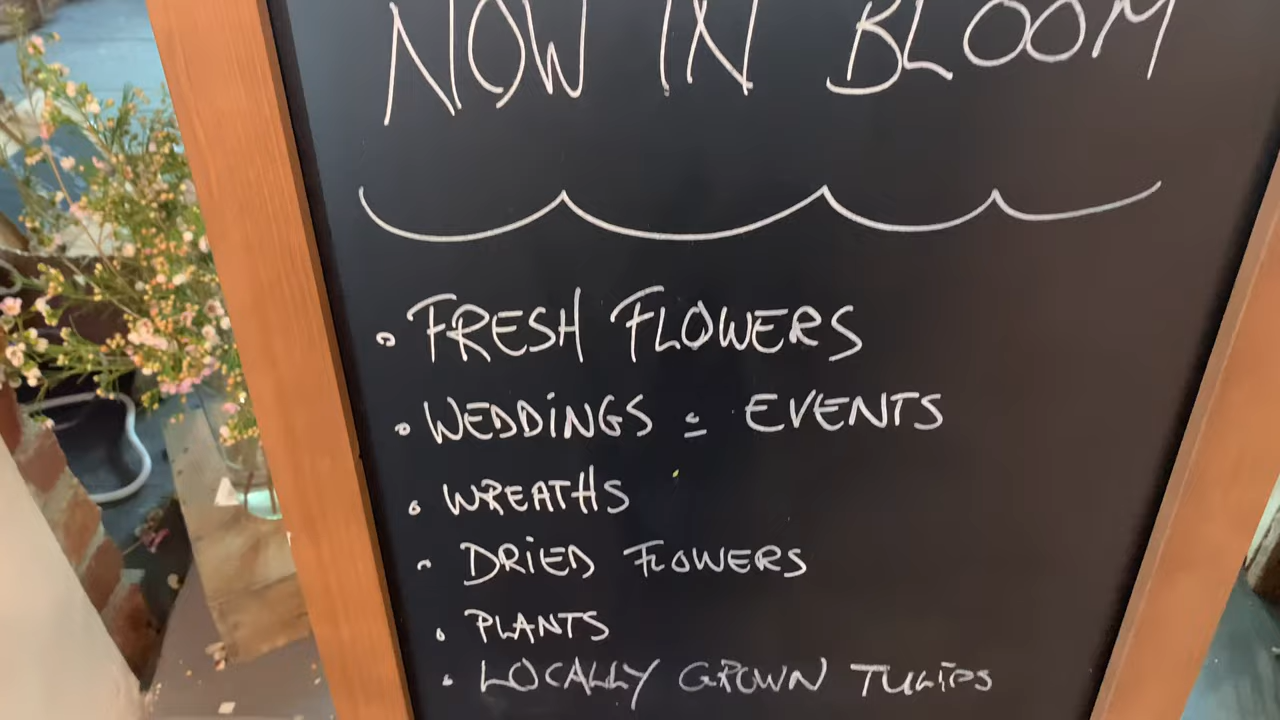 NOW IN BLOOM
• FRESH FLOWERS
• WEDDINGS & EVENTS
• WREATHS
• DRIED FLOWERS
• PLANTS
• LOCALLY GROWN TULIPS